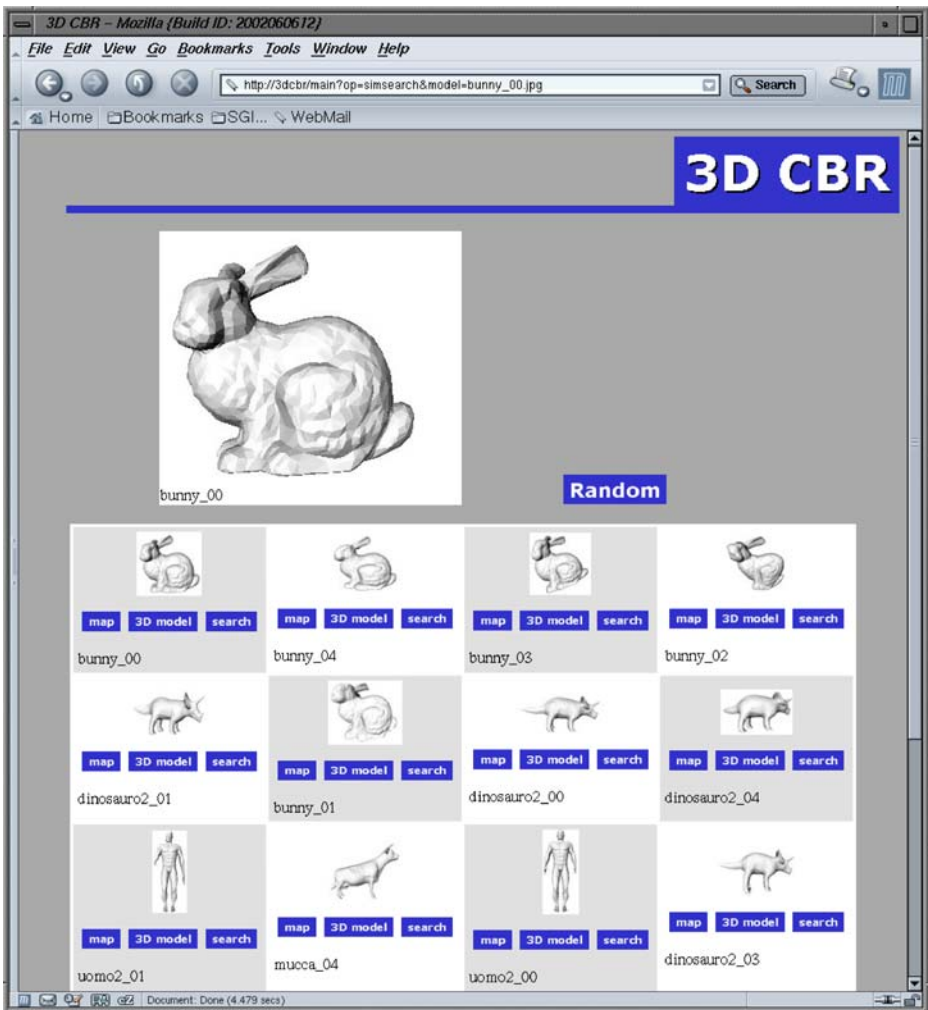 3D CBR – Mozilla {Build ID: 2002060612}
File Edit View Go Bookmarks Tools Window Help
http://3dcbr/main?op=simsearch&model=bunny_00.jpg Search
Home Bookmarks SGI... WebMail
3D CBR
bunny_00
Random
map 3D model search map 3D model search map 3D model search map 3D model search
bunny_00 bunny_04 bunny_03 bunny_02
map 3D model search map 3D model search map 3D model search map 3D model search
dinosauro2_01 bunny_01 dinosauro2_00 dinosauro2_04
map 3D model search map 3D model search map 3D model search map 3D model search
uomo2_01 mucca_04 uomo2_00 dinosauro2_03
Document: Done (4.479 secs)